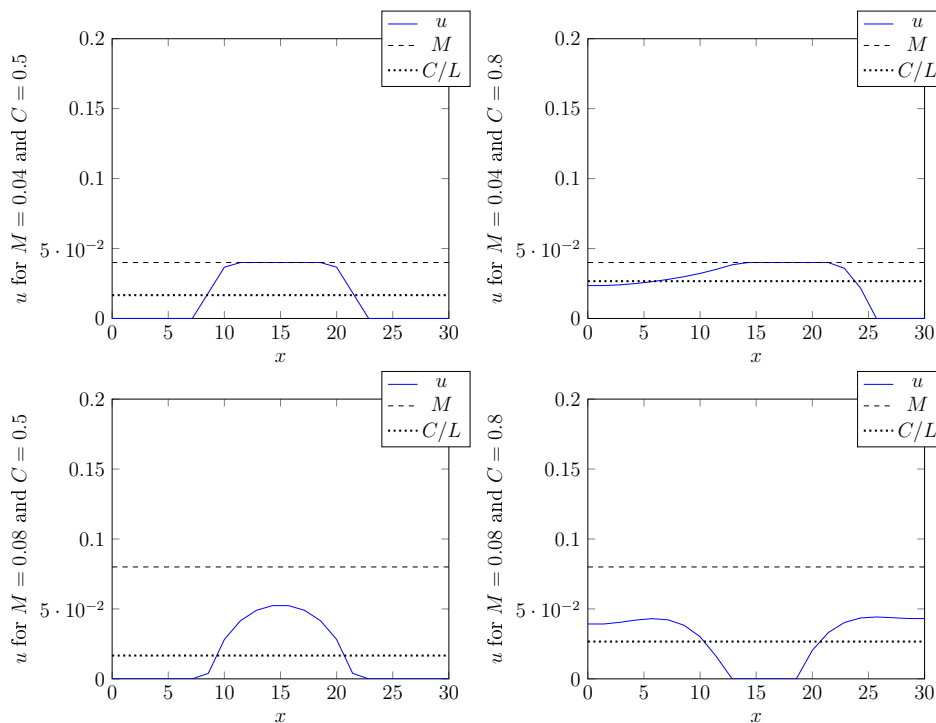 u
M
C/L
0.2
0.15
0.1
5 · 10⁻²
0
0 5 10 15 20 25 30
x
u for M = 0.04 and C = 0.5
u
M
C/L
0.2
0.15
0.1
5 · 10⁻²
0
0 5 10 15 20 25 30
x
u for M = 0.04 and C = 0.8
u
M
C/L
0.2
0.15
0.1
5 · 10⁻²
0
0 5 10 15 20 25 30
x
u for M = 0.08 and C = 0.5
u
M
C/L
0.2
0.15
0.1
5 · 10⁻²
0
0 5 10 15 20 25 30
x
u for M = 0.08 and C = 0.8